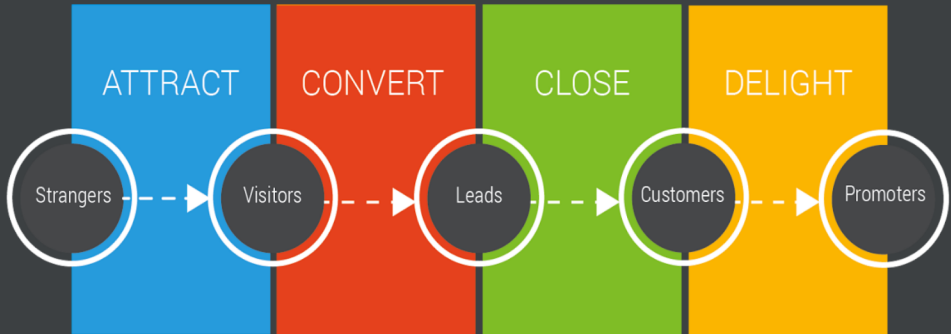 ATTRACT CONVERT CLOSE DELIGHT
Strangers Visitors Leads Customers Promoters